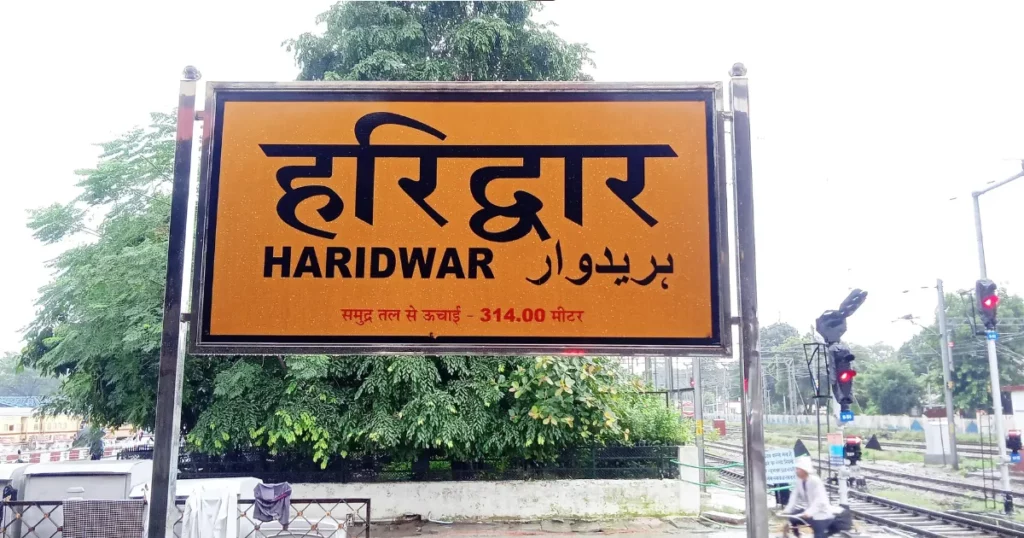 हरिद्वार
HARIDWAR ہریدوار
समुद्र तल से ऊचाई - 314.00 मीटर